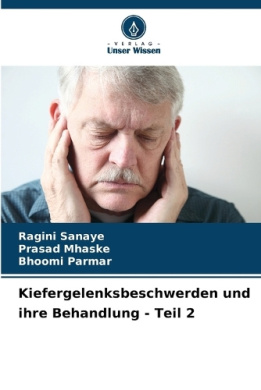 - VERLAG -
Unser Wissen
Ragini Sanaye
Prasad Mhaske
Bhoomi Parmar
Kiefergelenksbeschwerden und
ihre Behandlung - Teil 2